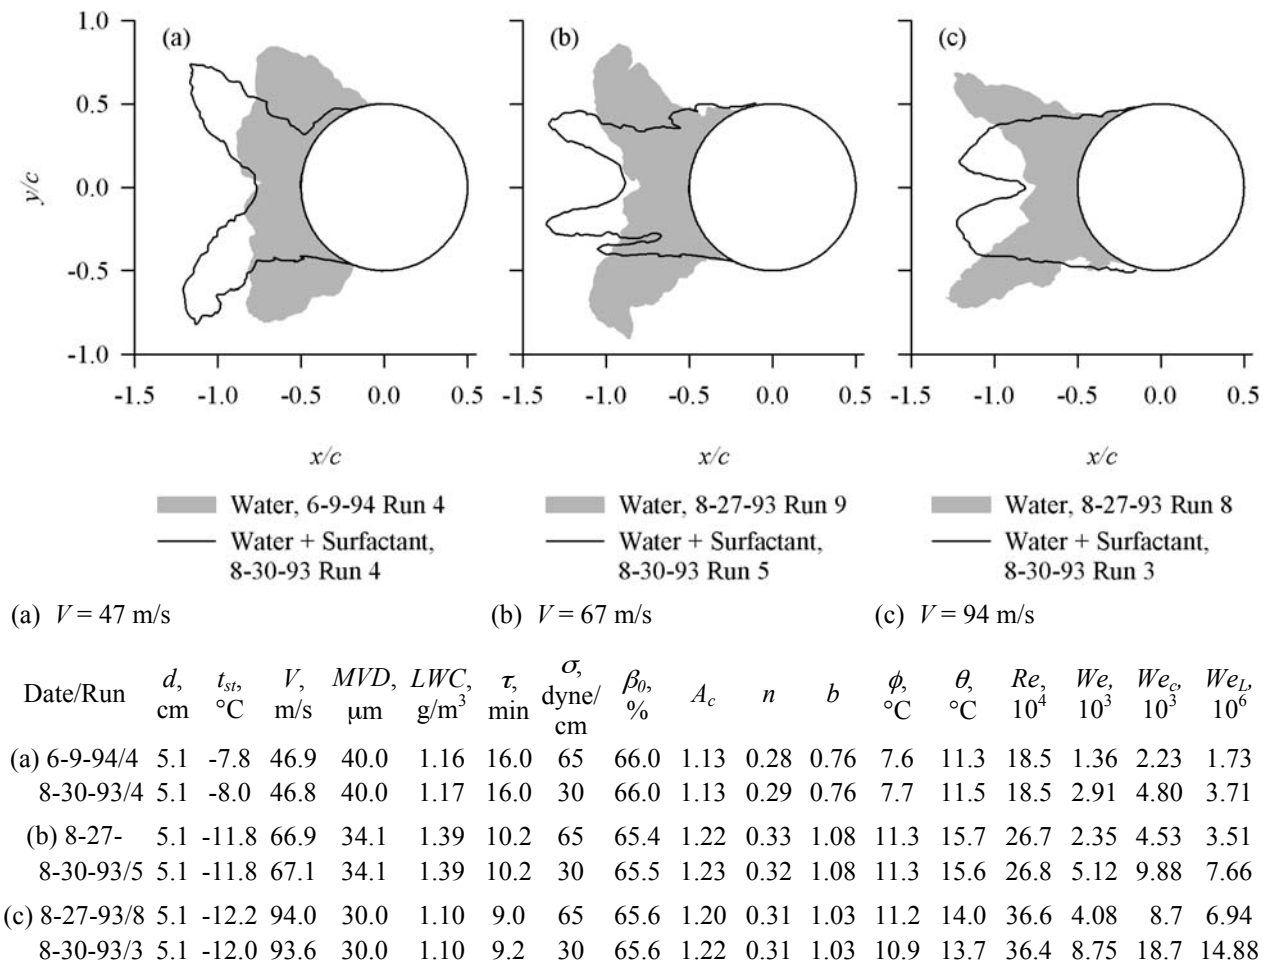 (a) (b) (c)
1.0
0.5
0.0
-0.5
-1.0
y/c
-1.5 -1.0 -0.5 0.0 0.5 -1.5 -1.0 -0.5 0.0 0.5 -1.5 -1.0 -0.5 0.0 0.5
x/c x/c x/c
Water, 6-9-94 Run 4 Water, 8-27-93 Run 9 Water, 8-27-93 Run 8
Water + Surfactant, Water + Surfactant, Water + Surfactant,
8-30-93 Run 4 8-30-93 Run 5 8-30-93 Run 3
(a) V = 47 m/s (b) V = 67 m/s (c) V = 94 m/s
Date/Run d, cm t_st, °C V, m/s MVD, μm LWC, g/m³ τ, min σ, dyne/cm β₀, % A_c n b ϕ, °C θ, °C Re, 10⁴ We, 10³ We_c, 10³ We_L, 10⁶
(a) 6-9-94/4 5.1 -7.8 46.9 40.0 1.16 16.0 65 66.0 1.13 0.28 0.76 7.6 11.3 18.5 1.36 2.23 1.73
8-30-93/4 5.1 -8.0 46.8 40.0 1.17 16.0 30 66.0 1.13 0.29 0.76 7.7 11.5 18.5 2.91 4.80 3.71
(b) 8-27- 5.1 -11.8 66.9 34.1 1.39 10.2 65 65.4 1.22 0.33 1.08 11.3 15.7 26.7 2.35 4.53 3.51
8-30-93/5 5.1 -11.8 67.1 34.1 1.39 10.2 30 65.5 1.23 0.32 1.08 11.3 15.6 26.8 5.12 9.88 7.66
(c) 8-27-93/8 5.1 -12.2 94.0 30.0 1.10 9.0 65 65.6 1.20 0.31 1.03 11.2 14.0 36.6 4.08 8.7 6.94
8-30-93/3 5.1 -12.0 93.6 30.0 1.10 9.2 30 65.6 1.22 0.31 1.03 10.9 13.7 36.4 8.75 18.7 14.88